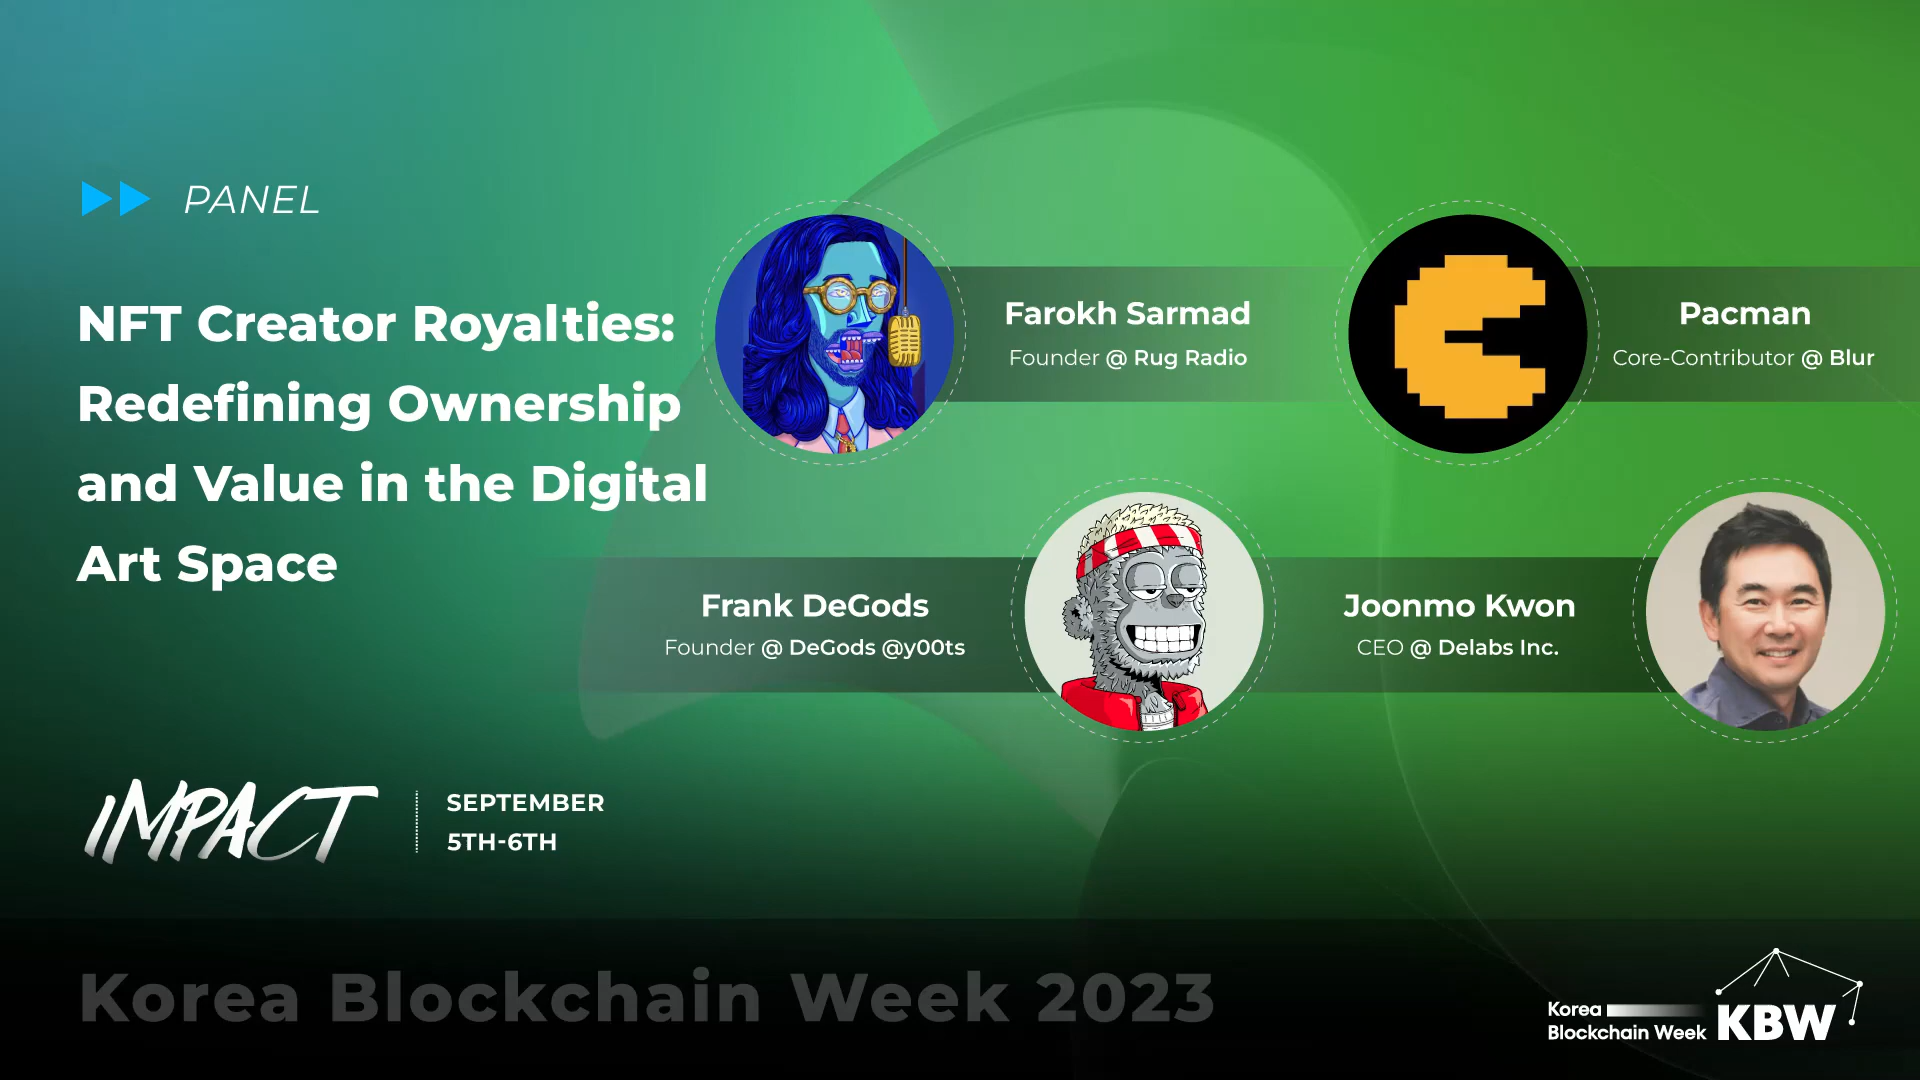 PANEL
NFT Creator Royalties:
Redefining Ownership
and Value in the Digital
Art Space
Farokh Sarmad
Founder @ Rug Radio
Pacman
Core-Contributor @ Blur
Frank DeGods
Founder @ DeGods @y00ts
Joonmo Kwon
CEO @ Delabs Inc.
IMPACT
SEPTEMBER
5TH-6TH
Korea Blockchain Week 2023
Korea
Blockchain Week
KBW